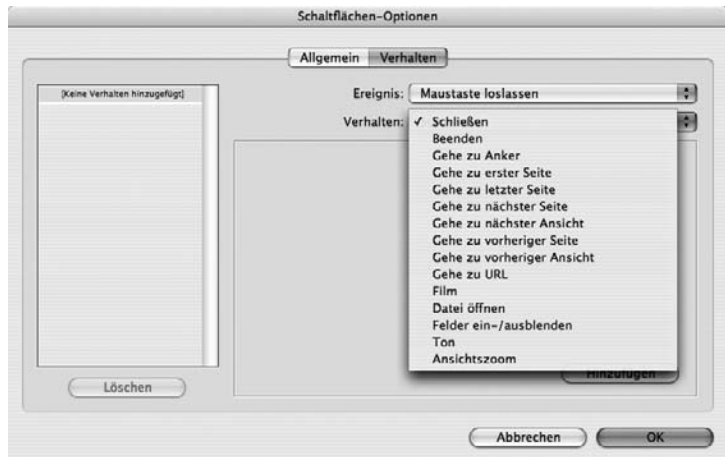 Schaltflächen-Optionen
Allgemein Verhalten
[Keine Verhalten hinzugefügt]
Ereignis: Maustaste loslassen
Verhalten: ✓ Schließen
Beenden
Gehe zu Anker
Gehe zu erster Seite
Gehe zu letzter Seite
Gehe zu nächster Seite
Gehe zu nächster Ansicht
Gehe zu vorheriger Seite
Gehe zu vorheriger Ansicht
Gehe zu URL
Film
Datei öffnen
Felder ein-/ausblenden
Ton
Ansichtszoom
Hinzufügen
Löschen
Abbrechen OK